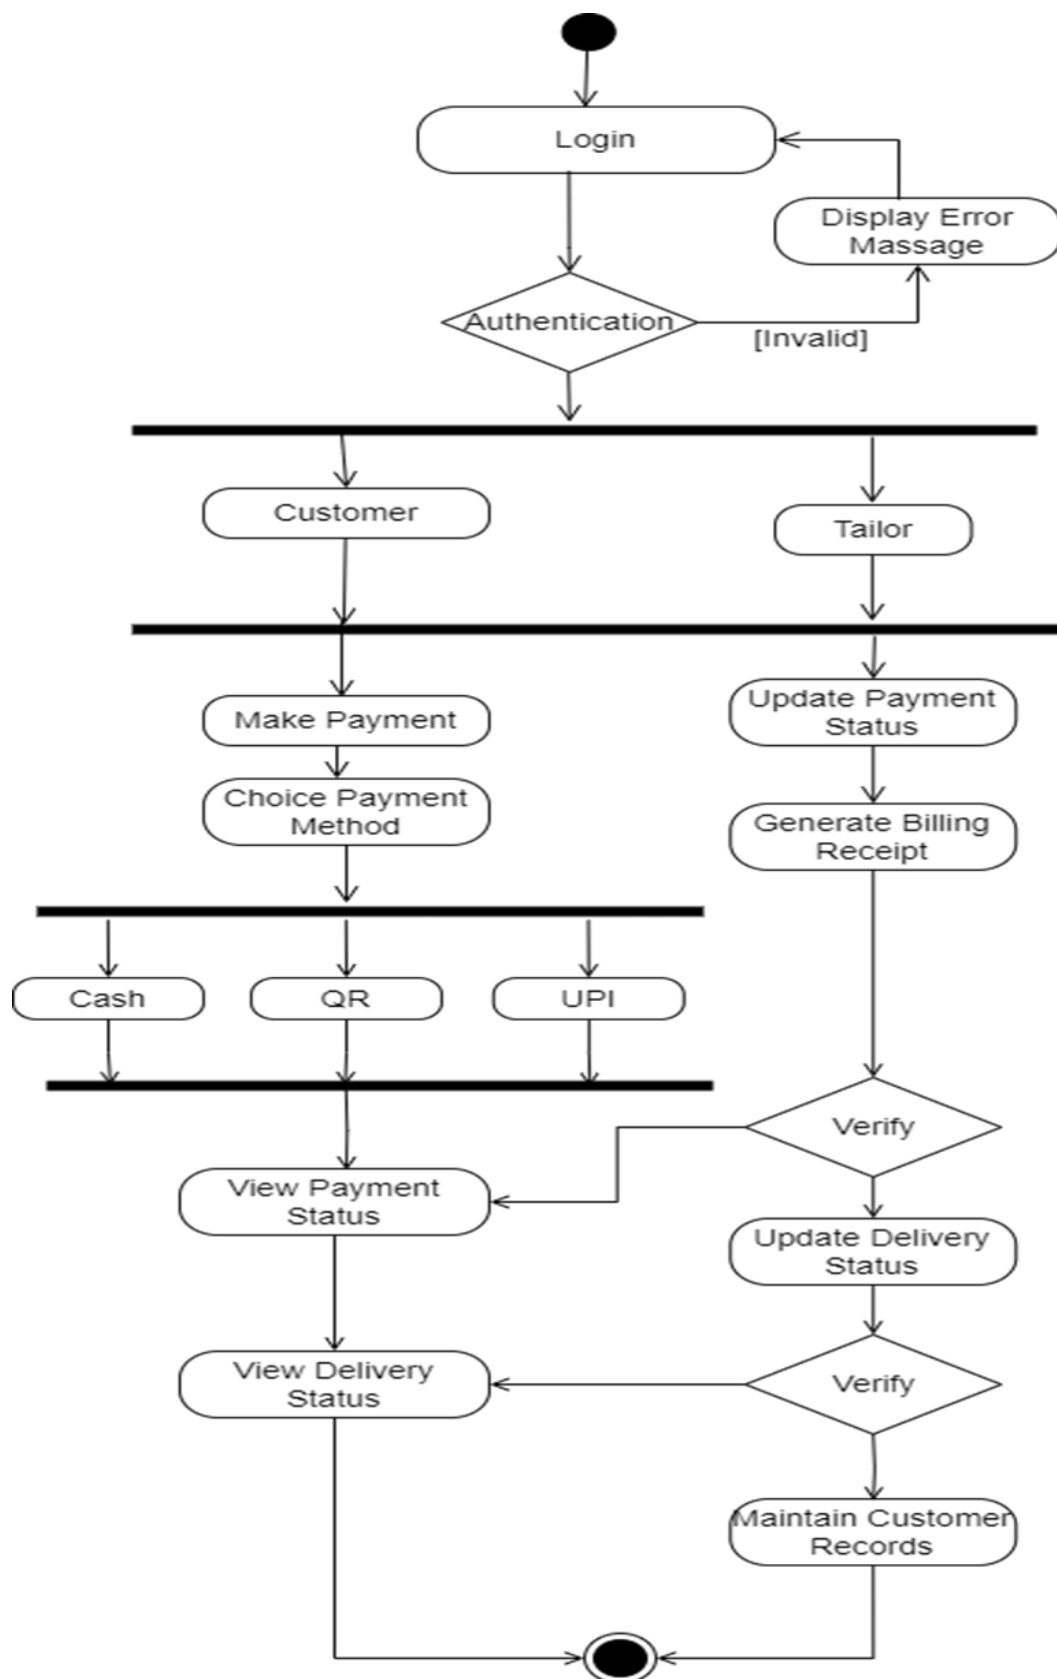 Login
Display Error
Massage
Authentication
[Invalid]
Customer
Tailor
Make Payment
Update Payment
Status
Choice Payment
Method
Generate Billing
Receipt
Cash
QR
UPI
Verify
View Payment
Status
Update Delivery
Status
View Delivery
Status
Verify
Maintain Customer
Records